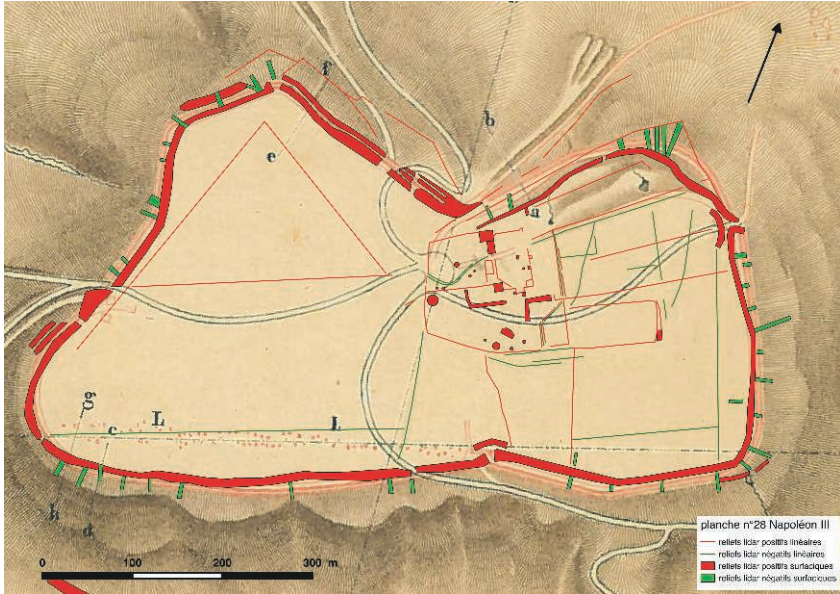 f
b
e
a
g
c
L
L
h
d
0
100
200
300 m
planche n°28 Napoléon III
reliefs lidar positifs linéaires
reliefs lidar négatifs linéaires
reliefs lidar positifs surfaciques
reliefs lidar négatifs surfaciques